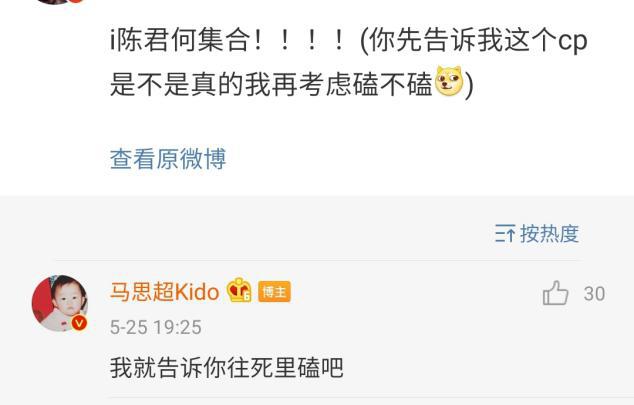 i陈君何集合！！！！(你先告诉我这个cp
是不是真的我再考虑磕不磕)
查看原微博
按热度
马思超Kido 6 博主
30
5-25 19:25
我就告诉你往死里磕吧